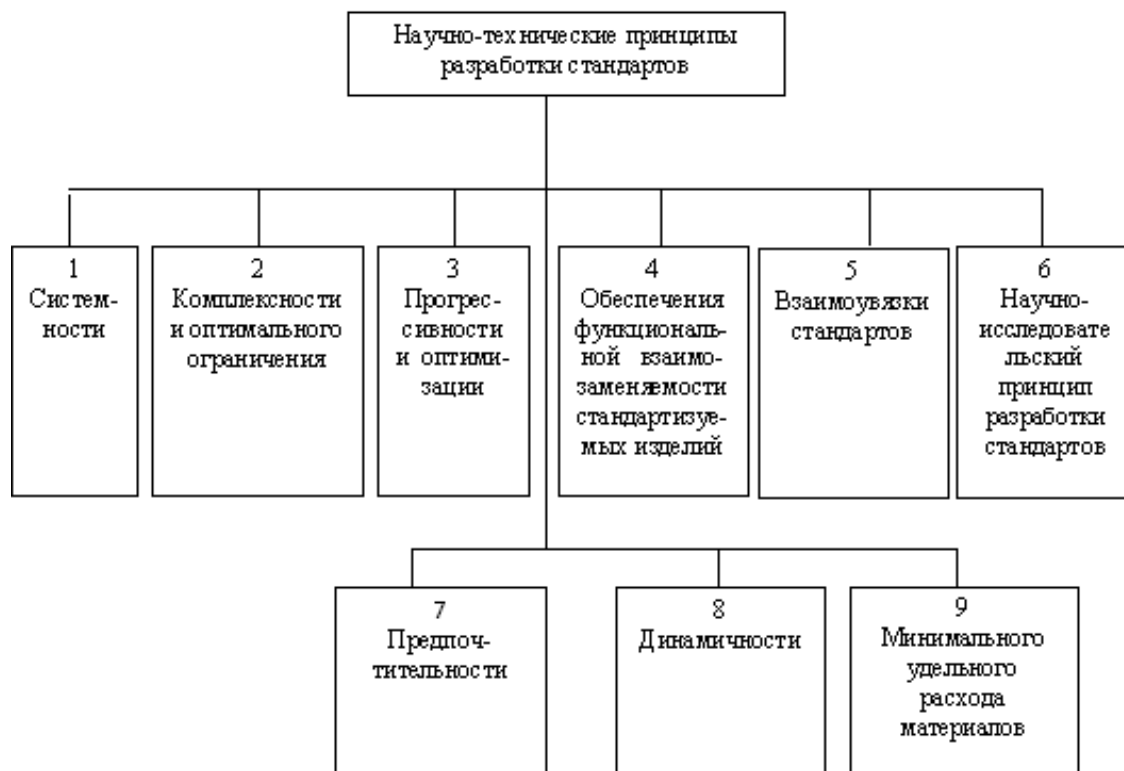 Научно-технические принципы
разработки стандартов
1
Систем-
ности
2
Комплексности
и оптимального
ограничения
3
Прогрес-
сивности
и оптими-
зации
4
Обеспечения
функциональ-
ной взаимо-
заменяемости
стандартизуе-
мых изделий
5
Взаимоувязки
стандартов
6
Научно-
исследовате
льский
принцип
разработки
стандартов
7
Предпоч-
тительности
8
Динамичности
9
Минимального
удельного
расхода
материалов